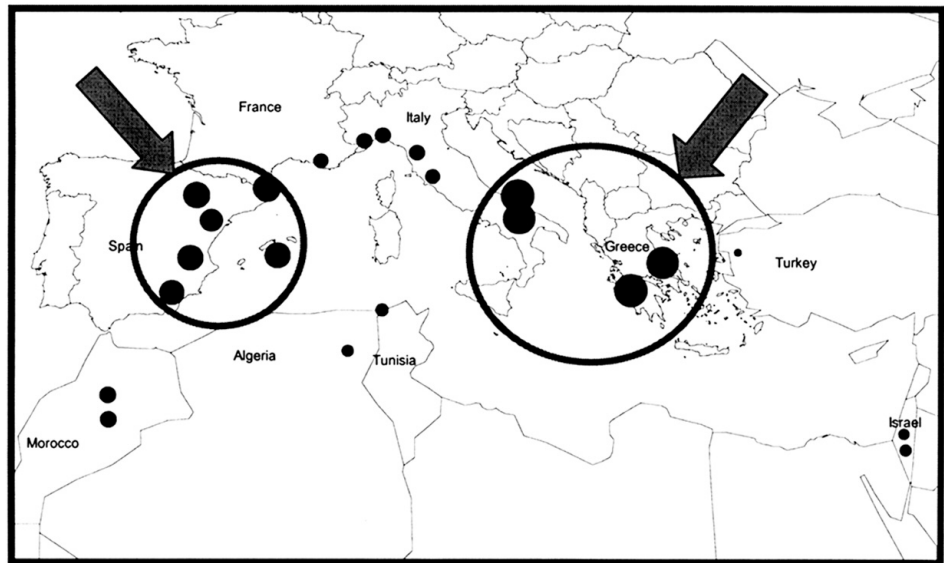 France
Italy
Spain
Greece
Turkey
Algeria
Tunisia
Israel
Morocco